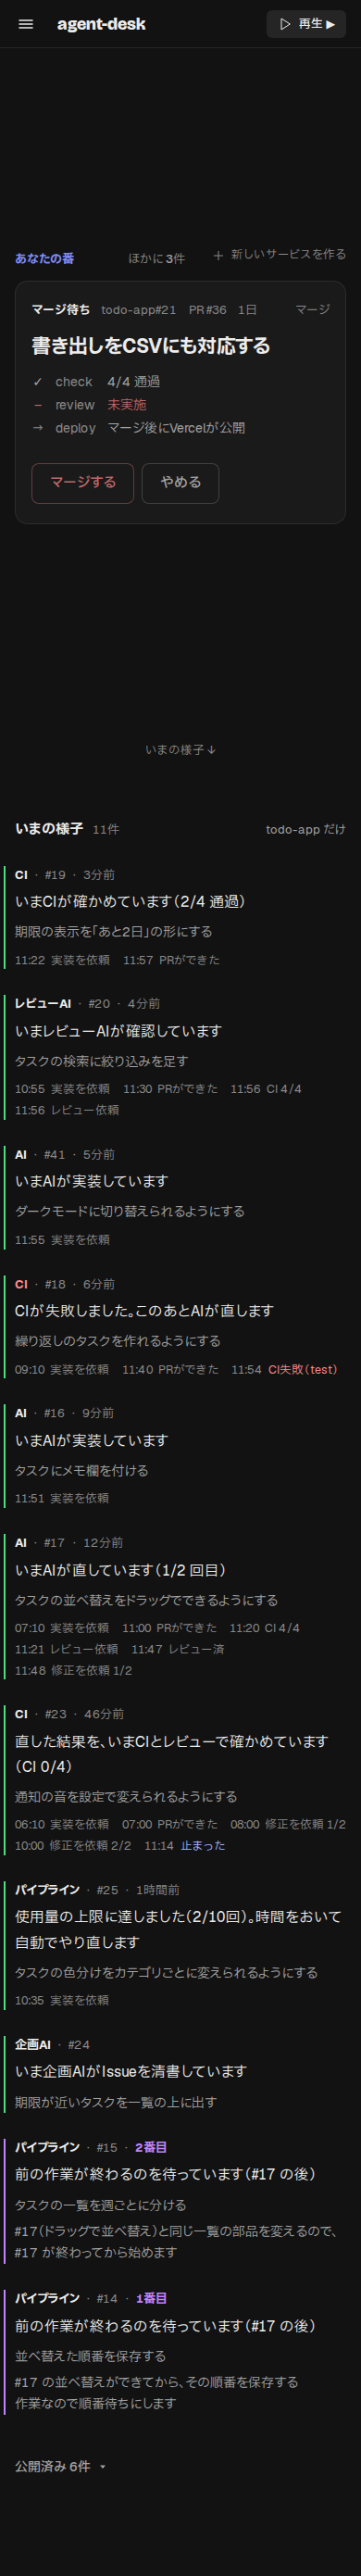 agent-desk
再生 ▶
あなたの番 ほかに 3件 + 新しいサービスを作る
マージ待ち todo-app#21 PR #36 1日 マージ
書き出しをCSVにも対応する
✓ check 4/4 通過
− review 未実施
→ deploy マージ後にVercelが公開
マージする やめる
いまの様子 ↓
いまの様子 11件 todo-app だけ
CI · #19 · 3分前
いまCIが確かめています（2/4 通過）
期限の表示を「あと2日」の形にする
11:22 実装を依頼 11:57 PRができた
レビューAI · #20 · 4分前
いまレビューAIが確認しています
タスクの検索に絞り込みを足す
10:55 実装を依頼 11:30 PRができた 11:56 CI 4/4
11:56 レビュー依頼
AI · #41 · 5分前
いまAIが実装しています
ダークモードに切り替えられるようにする
11:55 実装を依頼
CI · #18 · 6分前
CIが失敗しました。このあとAIが直します
繰り返しのタスクを作れるようにする
09:10 実装を依頼 11:40 PRができた 11:54 CI失敗（test）
AI · #16 · 9分前
いまAIが実装しています
タスクにメモ欄を付ける
11:51 実装を依頼
AI · #17 · 12分前
いまAIが直しています（1/2 回目）
タスクの並べ替えをドラッグでできるようにする
07:10 実装を依頼 11:00 PRができた 11:20 CI 4/4
11:21 レビュー依頼 11:47 レビュー済
11:48 修正を依頼 1/2
CI · #23 · 46分前
直した結果を、いまCIとレビューで確かめています
（CI 0/4）
通知の音を設定で変えられるようにする
06:10 実装を依頼 07:00 PRができた 08:00 修正を依頼 1/2
10:00 修正を依頼 2/2 11:14 止まった
パイプライン · #25 · 1時間前
使用量の上限に達しました（2/10回）。時間をおいて
自動でやり直します
タスクの色分けをカテゴリごとに変えられるようにする
10:35 実装を依頼
企画AI · #24
いま企画AIがIssueを清書しています
期限が近いタスクを一覧の上に出す
パイプライン · #15 · 2番目
前の作業が終わるのを待っています（#17 の後）
タスクの一覧を週ごとに分ける
#17（ドラッグで並べ替え）と同じ一覧の部品を変えるので、
#17 が終わってから始めます
パイプライン · #14 · 1番目
前の作業が終わるのを待っています（#17 の後）
並べ替えた順番を保存する
#17 の並べ替えができてから、その順番を保存する
作業なので順番待ちにします
公開済み 6件